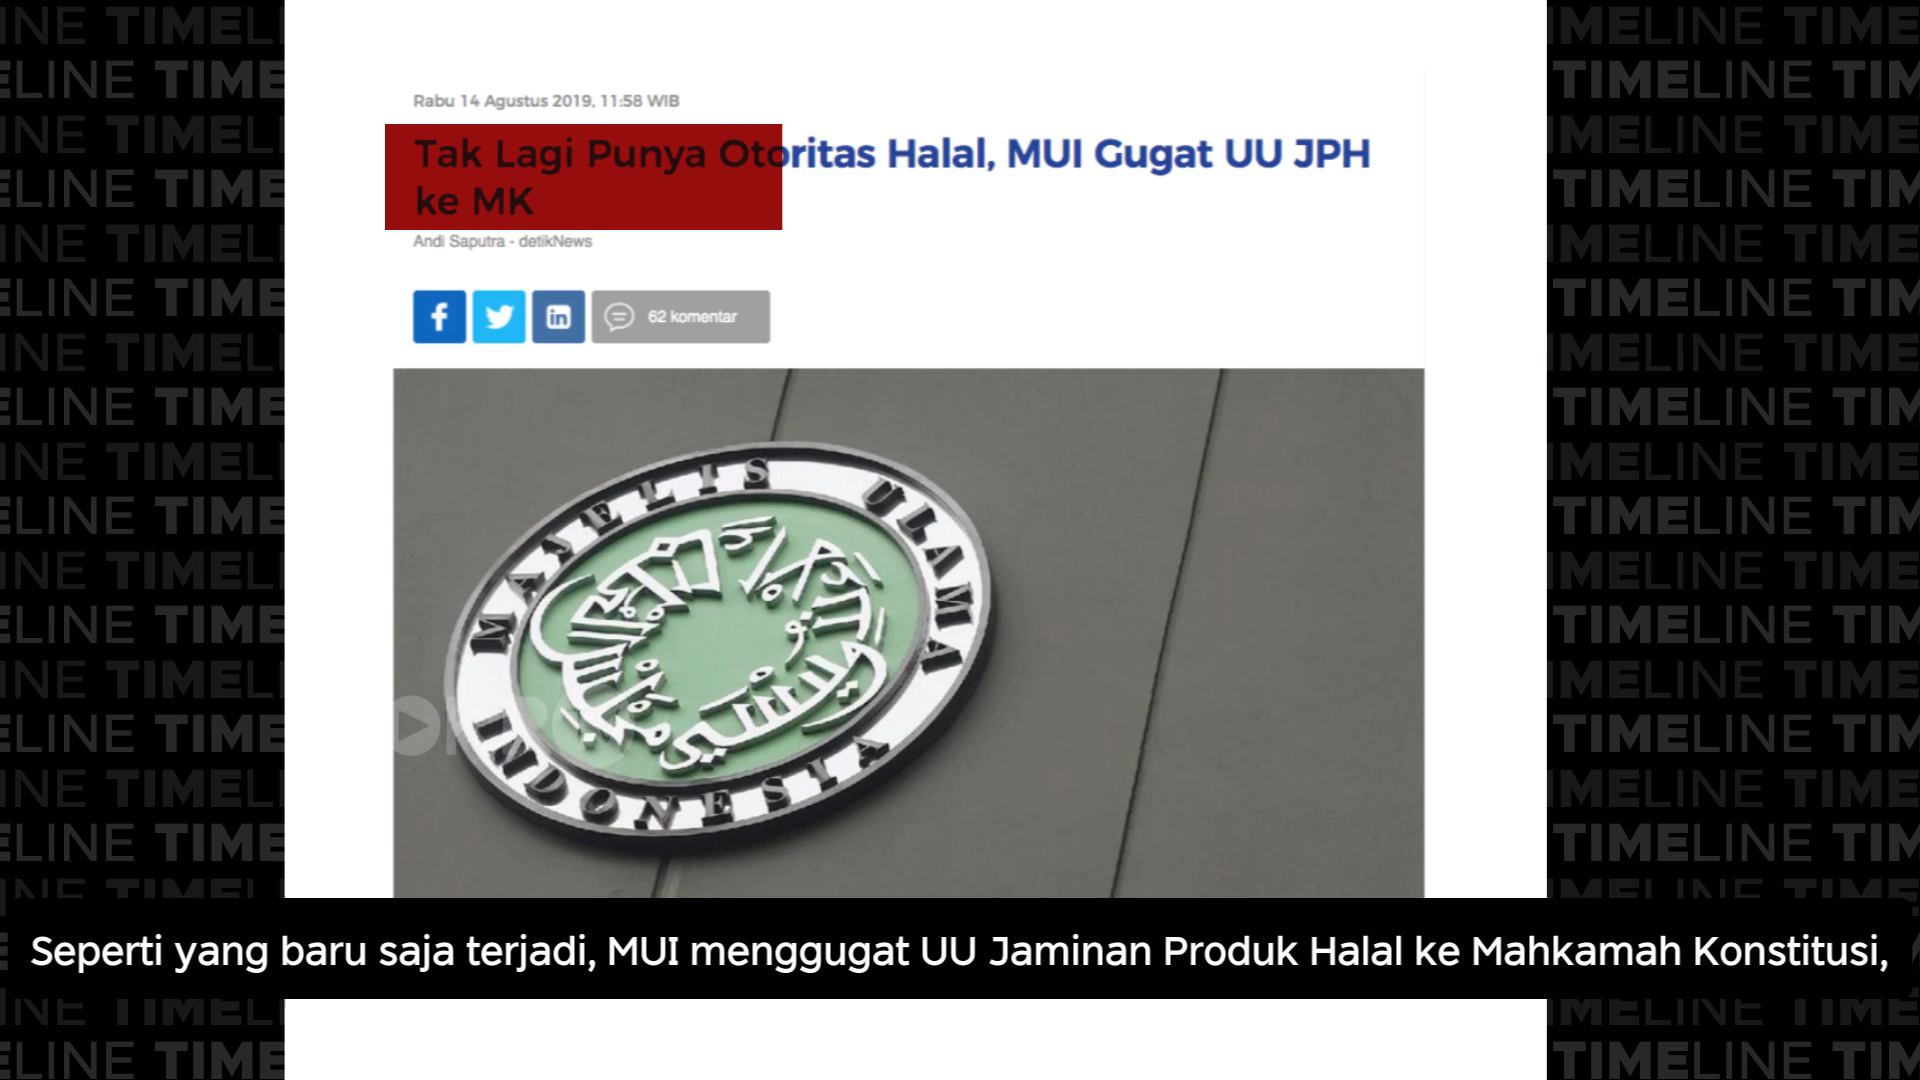 Rabu 14 Agustus 2019, 11:58 WIB
Tak Lagi Punya Otoritas Halal, MUI Gugat UU JPH
ke MK
Andi Saputra - detikNews
62 komentar
MAJELIS ULAMA
INDONESIA
Seperti yang baru saja terjadi, MUI menggugat UU Jaminan Produk Halal ke Mahkamah Konstitusi,
TIMELINE